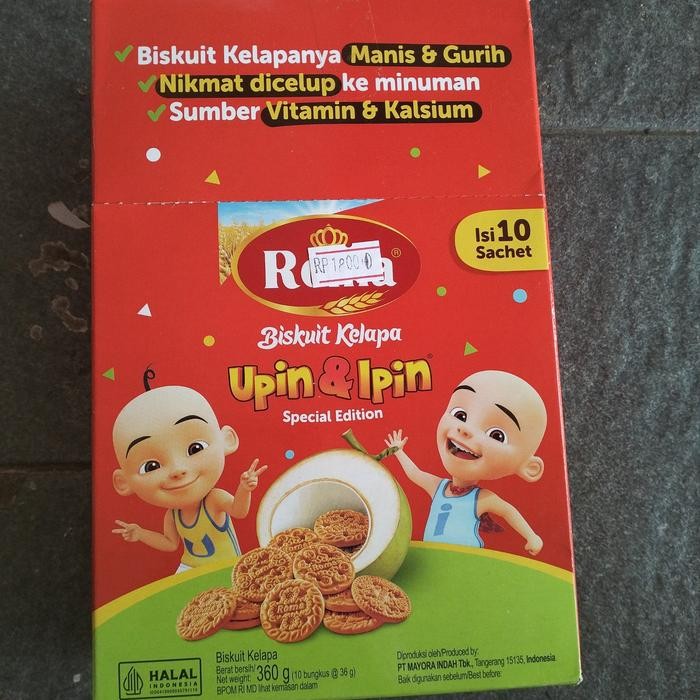 Biskuit Kelapanya Manis & Gurih
Nikmat dicelup ke minuman
Sumber Vitamin & Kalsium
Isi 10
Sachet
RP18000
Biskuit Kelapa
Upin & Ipin
Special Edition
U
i
Roma
HALAL
INDONESIA
Biskuit Kelapa
Berat bersih/
Net weight: 360 g (10 bungkus @ 36 g)
BPOM RI MD lihat kemasan dalam
Diproduksi oleh/Produced by:
PT MAYORA INDAH Tbk., Tangerang 15135, Indonesia.
Baik digunakan sebelum/Best before: